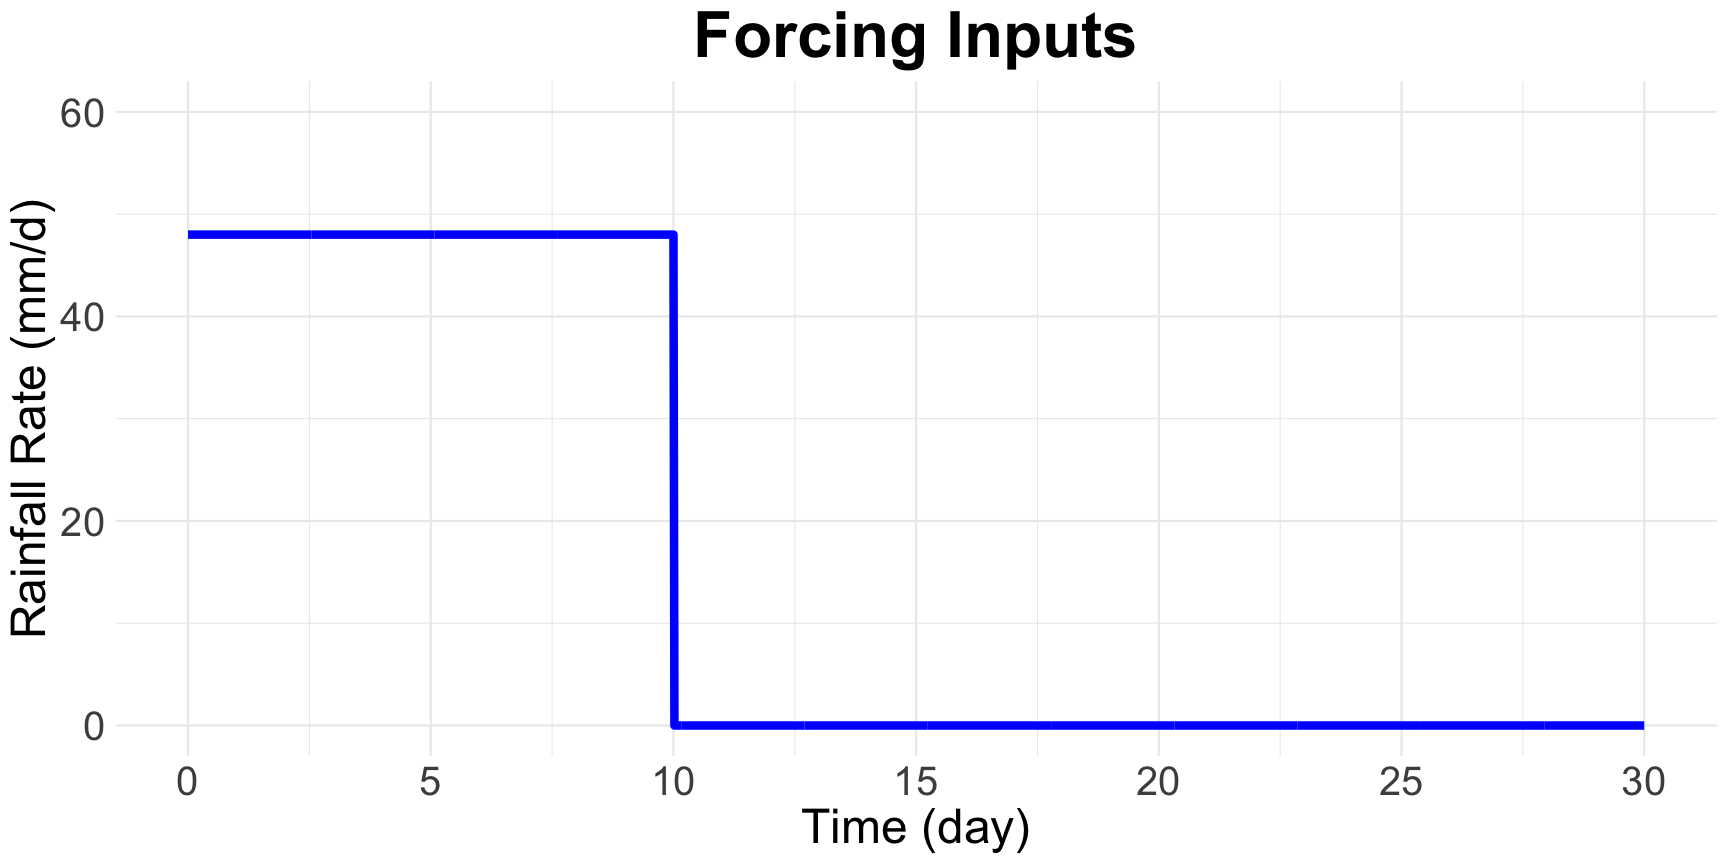 Forcing Inputs
Rainfall Rate (mm/d)
60
40
20
0
0 5 10 15 20 25 30
Time (day)